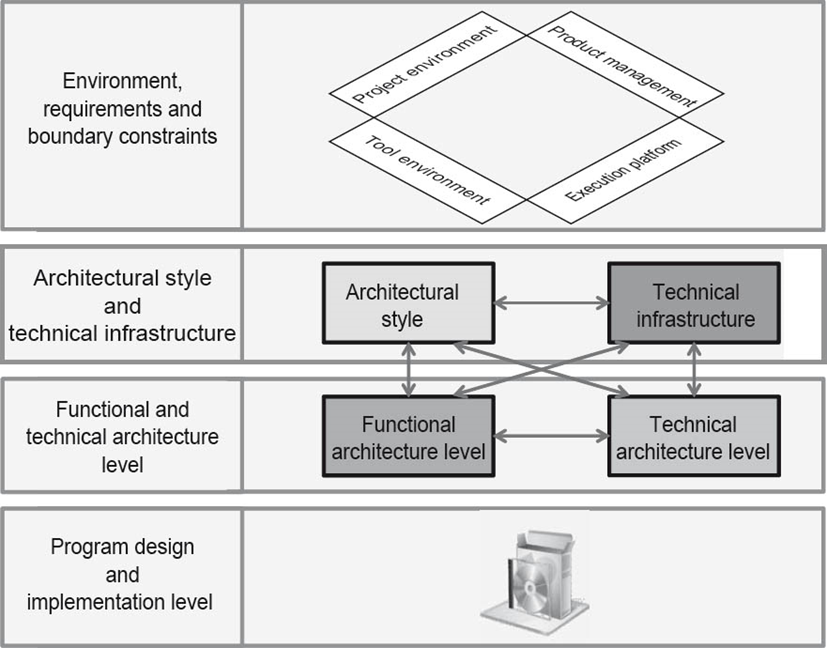 Environment,
requirements and
boundary constraints
Project environment
Product management
Tool environment
Execution platform
Architectural style
and
technical infrastructure
Architectural
style
Technical
infrastructure
Functional and
technical architecture
level
Functional
architecture level
Technical
architecture level
Program design
and
implementation level